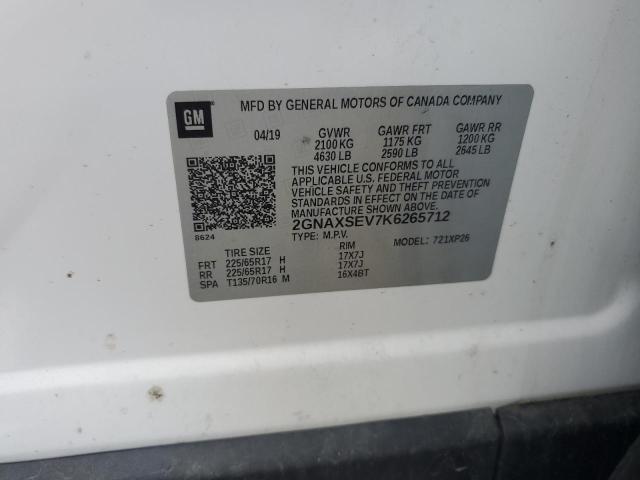 MFD BY GENERAL MOTORS OF CANADA COMPANY
GM
04/19 GVWR GAWR FRT GAWR RR
2100 KG 1175 KG 1200 KG
4630 LB 2590 LB 2645 LB
THIS VEHICLE CONFORMS TO ALL
APPLICABLE U.S. FEDERAL MOTOR
VEHICLE SAFETY AND THEFT PREVENTION
STANDARDS IN EFFECT ON THE DATE OF
MANUFACTURE SHOWN ABOVE.
2GNAXSEV7K6265712
8624 TYPE: M.P.V. MODEL: 721XP26
TIRE SIZE RIM
FRT 225/65R17 H 17X7J
RR 225/65R17 H 17X7J
SPA T135/70R16 M 16X4BT